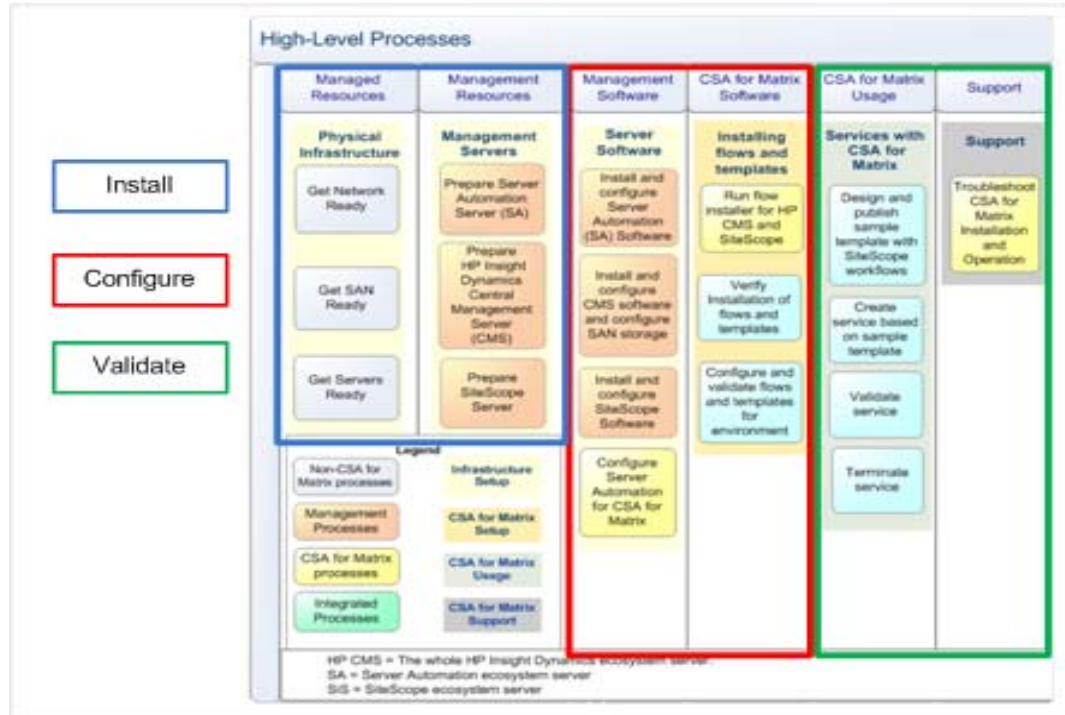 High-Level Processes
Install
Configure
Validate
Managed
Resources
Physical
Infrastructure
Get Network
Ready
Get SAN
Ready
Get Servers
Ready
Management
Resources
Management
Servers
Prepare Server
Automation
Server (SA)
Prepare
HP Insight
Dynamics
Central
Management
Server
(CMS)
Prepare
SiteScope
Server
Management
Software
Server
Software
Install and
configure
Server
Automation
(SA) Software
Install and
configure
CMS software
and configure
SAN storage
Install and
configure
SiteScope
Software
Configure
Server
Automation
for CSA for
Matrix
CSA for Matrix
Software
Installing
flows and
templates
Run flow
installer for HP
CMS and
SiteScope
Verify
Installation of
flows and
templates
Configure and
validate flows
and templates
for
environment
CSA for Matrix
Usage
Services with
CSA for
Matrix
Design and
publish
sample
template with
SiteScope
workflows
Create
service based
on sample
template
Validate
service
Terminate
service
Support
Support
Troubleshoot
CSA for
Matrix
Installation
and
Operation
Legend
Non-CSA for
Matrix processes
Management
Processes
CSA for Matrix
processes
Integrated
Processes
Infrastructure
Setup
CSA for Matrix
Setup
CSA for Matrix
Usage
CSA for Matrix
Support
HP CMS = The whole HP Insight Dynamics ecosystem server.
SA = Server Automation ecosystem server
SiS = SiteScope ecosystem server